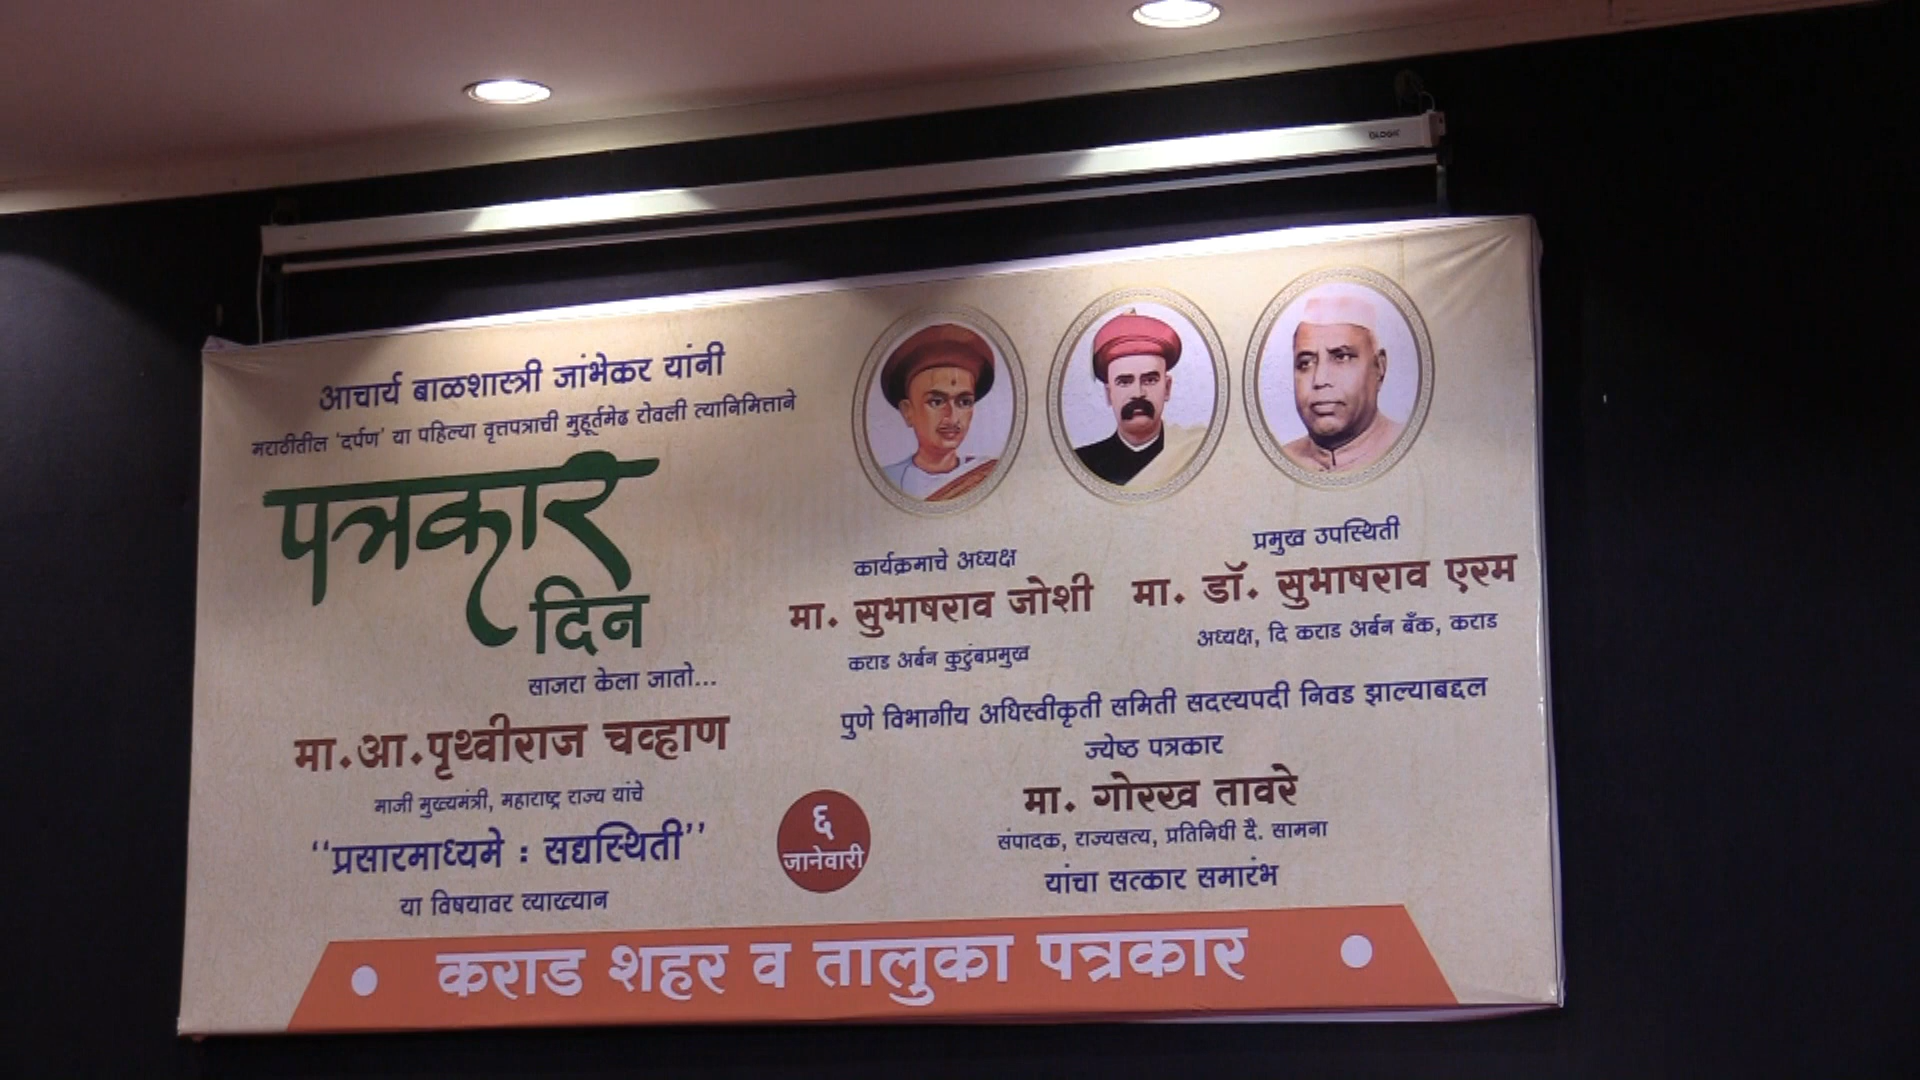 आचार्य बाळशास्त्री जांभेकर यांनी
मराठीतील 'दर्पण' या पहिल्या वृत्तपत्राची मुहूर्तमेढ रोवली त्यानिमित्ताने
पत्रकार
दिन
साजरा केला जातो...
मा.आ.पृथ्वीराज चव्हाण
माजी मुख्यमंत्री, महाराष्ट्र राज्य यांचे
"प्रसारमाध्यमे : सद्यस्थिती"
या विषयावर व्याख्यान
६
जानेवारी
कार्यक्रमाचे अध्यक्ष
मा. सुभाषराव जोशी
कराड अर्बन कुटुंबप्रमुख
प्रमुख उपस्थिती
मा. डॉ. सुभाषराव एरम
अध्यक्ष, दि कराड अर्बन बँक, कराड
पुणे विभागीय अधिस्वीकृती समिती सदस्यपदी निवड झाल्याबद्दल
ज्येष्ठ पत्रकार
मा. गोरख तावरे
संपादक, राज्यसत्य, प्रतिनिधी दै. सामना
यांचा सत्कार समारंभ
कराड शहर व तालुका पत्रकार